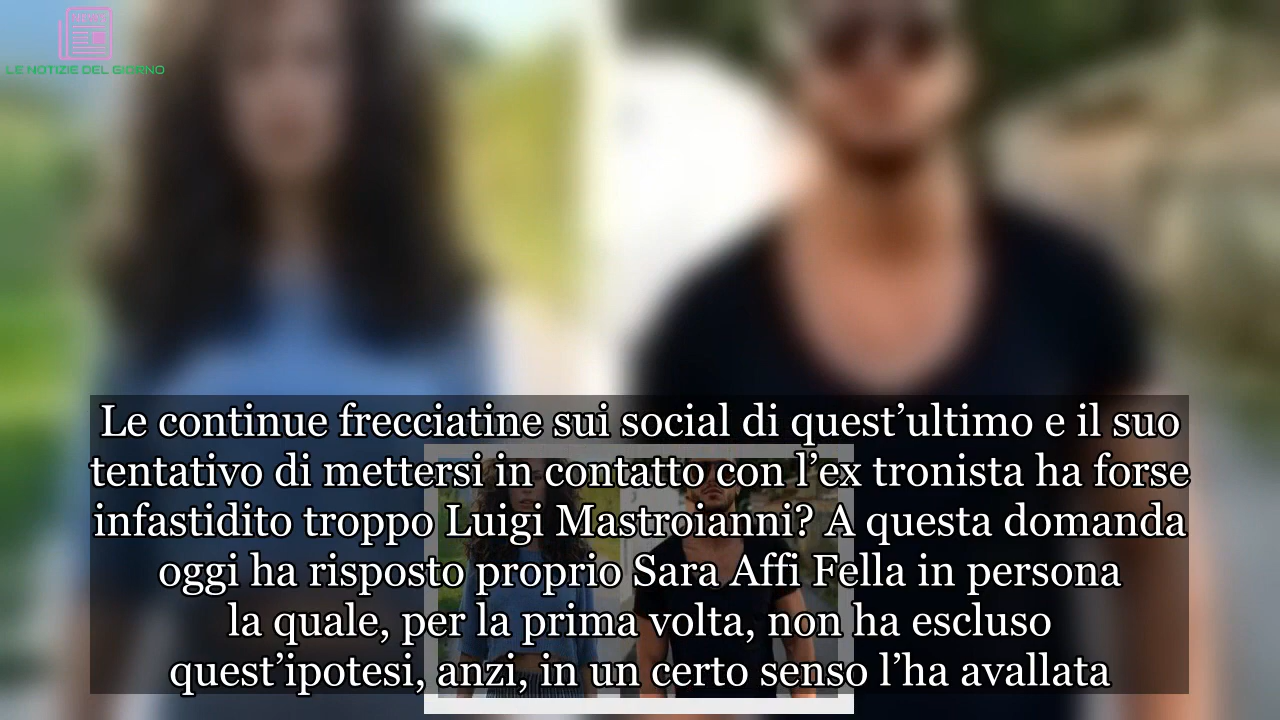 NEWS
LE NOTIZIE DEL GIORNO
Le continue frecciatine sui social di quest’ultimo e il suo
tentativo di mettersi in contatto con l’ex tronista ha forse
infastidito troppo Luigi Mastroianni? A questa domanda
oggi ha risposto proprio Sara Affi Fella in persona
la quale, per la prima volta, non ha escluso
quest’ipotesi, anzi, in un certo senso l’ha avallata